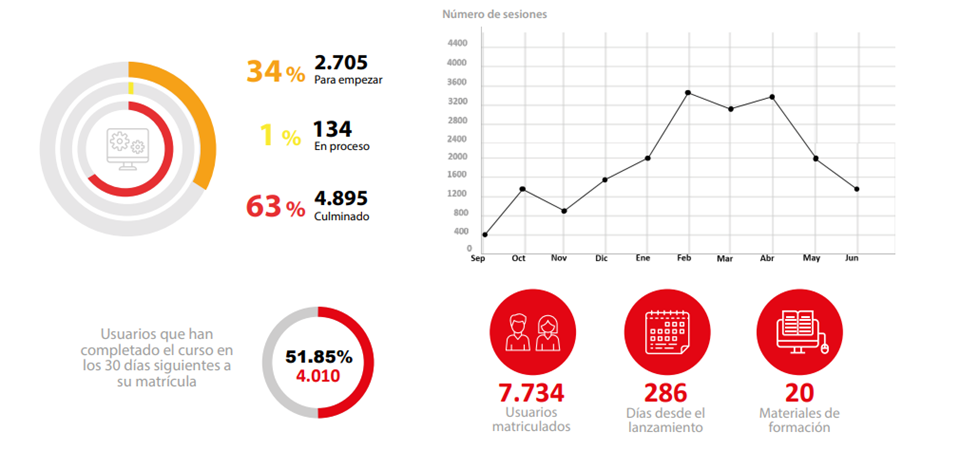 34 %
2.705
Para empezar
1 %
134
En proceso
63 %
4.895
Culminado
Número de sesiones
4400
4000
3600
3200
2800
2400
2000
1600
1200
800
400
0
Sep Oct Nov Dic Ene Feb Mar Abr May Jun
Usuarios que han
completado el curso en
los 30 días siguientes a
su matrícula
51.85%
4.010
7.734
Usuarios
matriculados
286
Días desde el
lanzamiento
20
Materiales de
formación